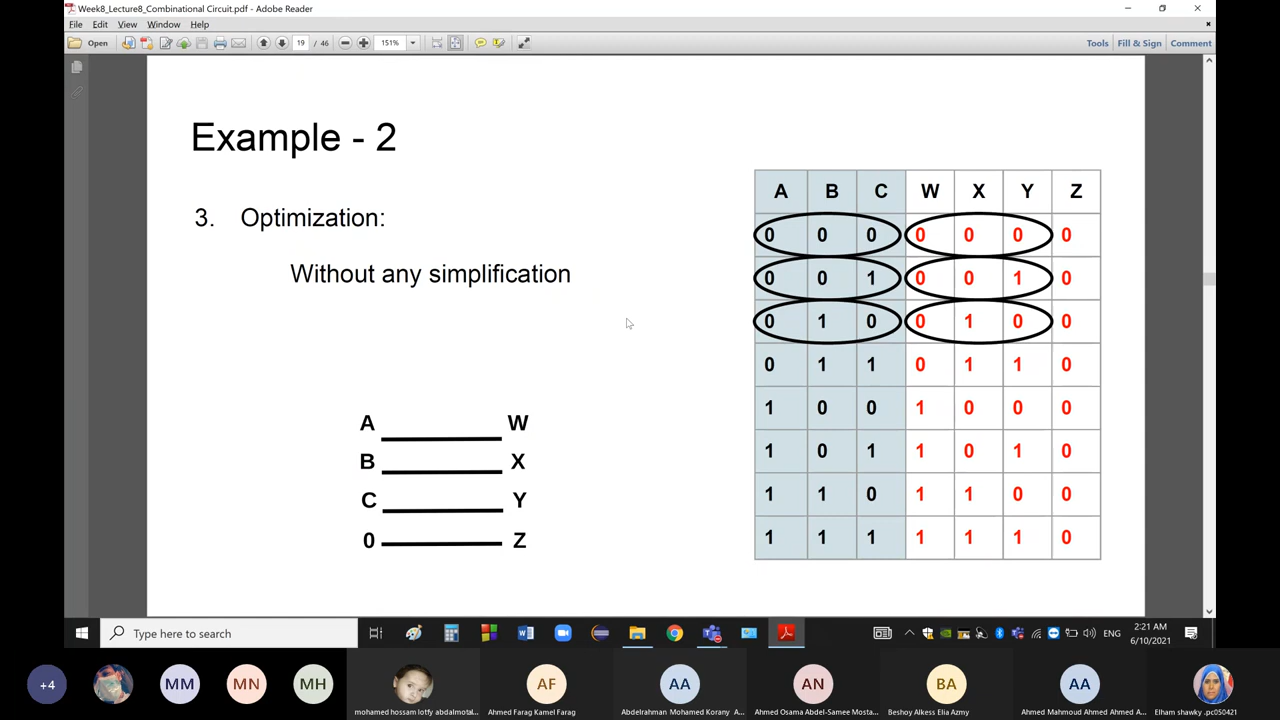 Week8_Lecture8_Combinational Circuit.pdf - Adobe Reader
File Edit View Window Help
Open 19 / 46 151% Tools Fill & Sign Comment
Example - 2
3. Optimization:
Without any simplification
A W
B X
C Y
0 Z
A B C W X Y Z
0 0 0 0 0 0 0
0 0 1 0 0 1 0
0 1 0 0 1 0 0
0 1 1 0 1 1 0
1 0 0 1 0 0 0
1 0 1 1 0 1 0
1 1 0 1 1 0 0
1 1 1 1 1 1 0
Type here to search
ENG
2:21 AM
6/10/2021
+4 MM MN MH AF AA AN BA AA
mohamed hossam lotfy abdalmotal...
Ahmed Farag Kamel Farag
Abdelrahman Mohamed Korany A...
Ahmed Osama Abdel-Samee Mosta...
Beshoy Alkess Elia Azmy
Ahmed Mahmoud Ahmed Ahmed A...
Elham shawky .pc050421